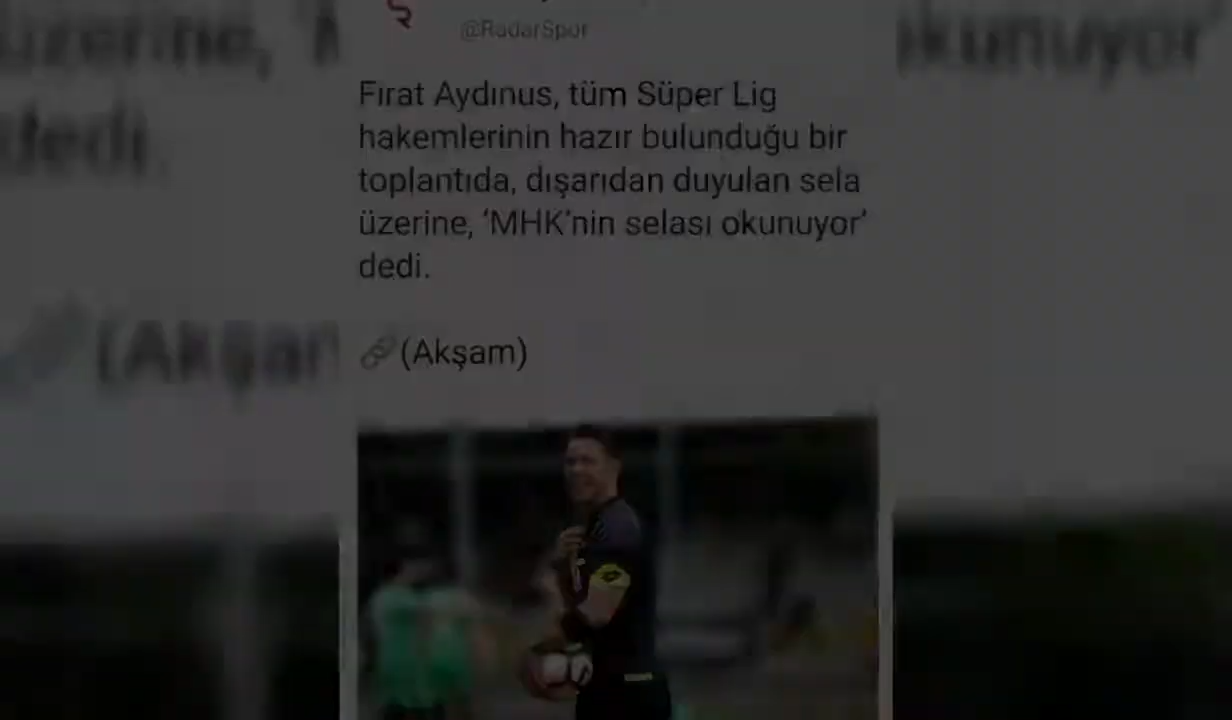 @RadarSpor
Fırat Aydınus, tüm Süper Lig
hakemlerinin hazır bulunduğu bir
toplantıda, dışarıdan duyulan sela
üzerine, ‘MHK’nin selası okunuyor’
dedi.
(Akşam)